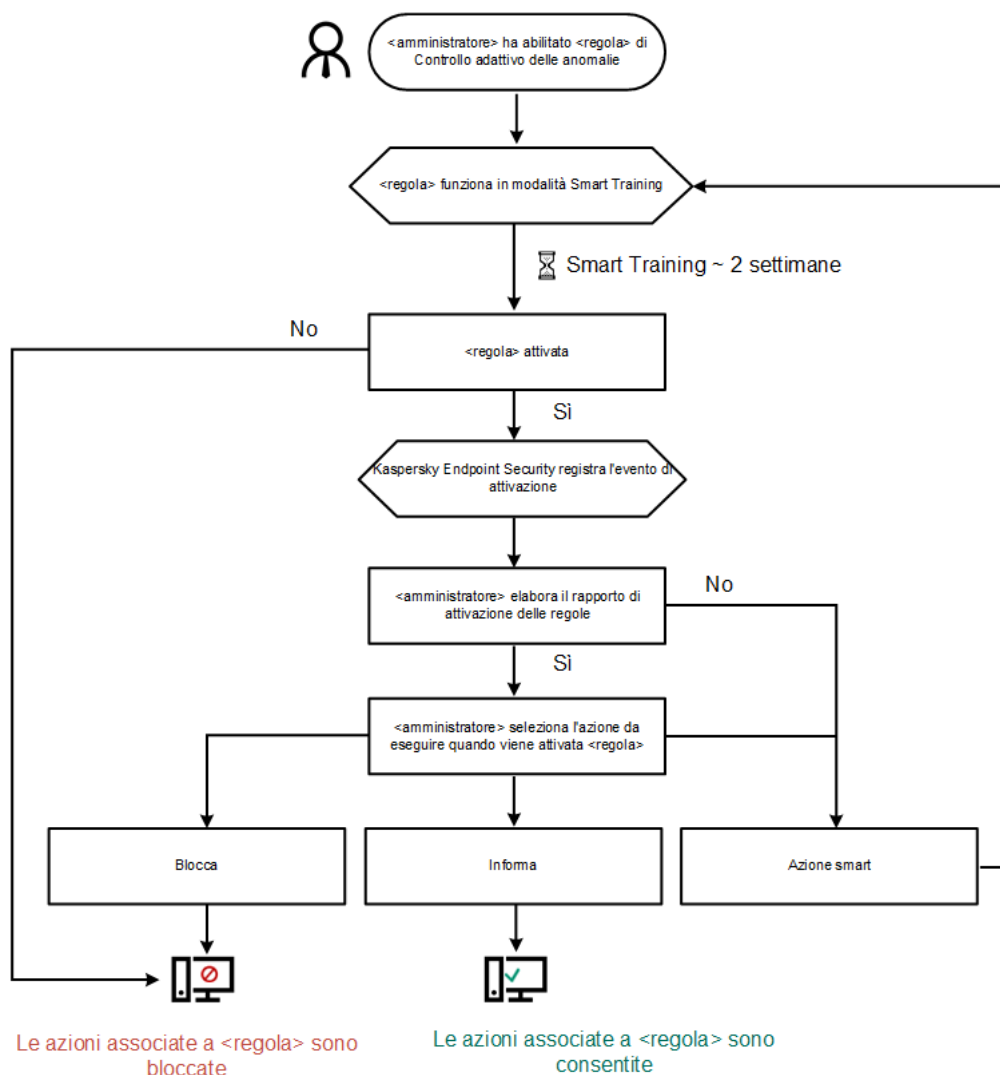 <amministratore> ha abilitato <regola> di
Controllo adattivo delle anomalie
<regola> funziona in modalità Smart Training
Smart Training ~ 2 settimane
No
<regola> attivata
Sì
Kaspersky Endpoint Security registra l'evento di
attivazione
<amministratore> elabora il rapporto di
attivazione delle regole
No
Sì
<amministratore> seleziona l'azione da
eseguire quando viene attivata <regola>
Blocca
Informa
Azione smart
Le azioni associate a <regola> sono
bloccate
Le azioni associate a <regola> sono
consentite